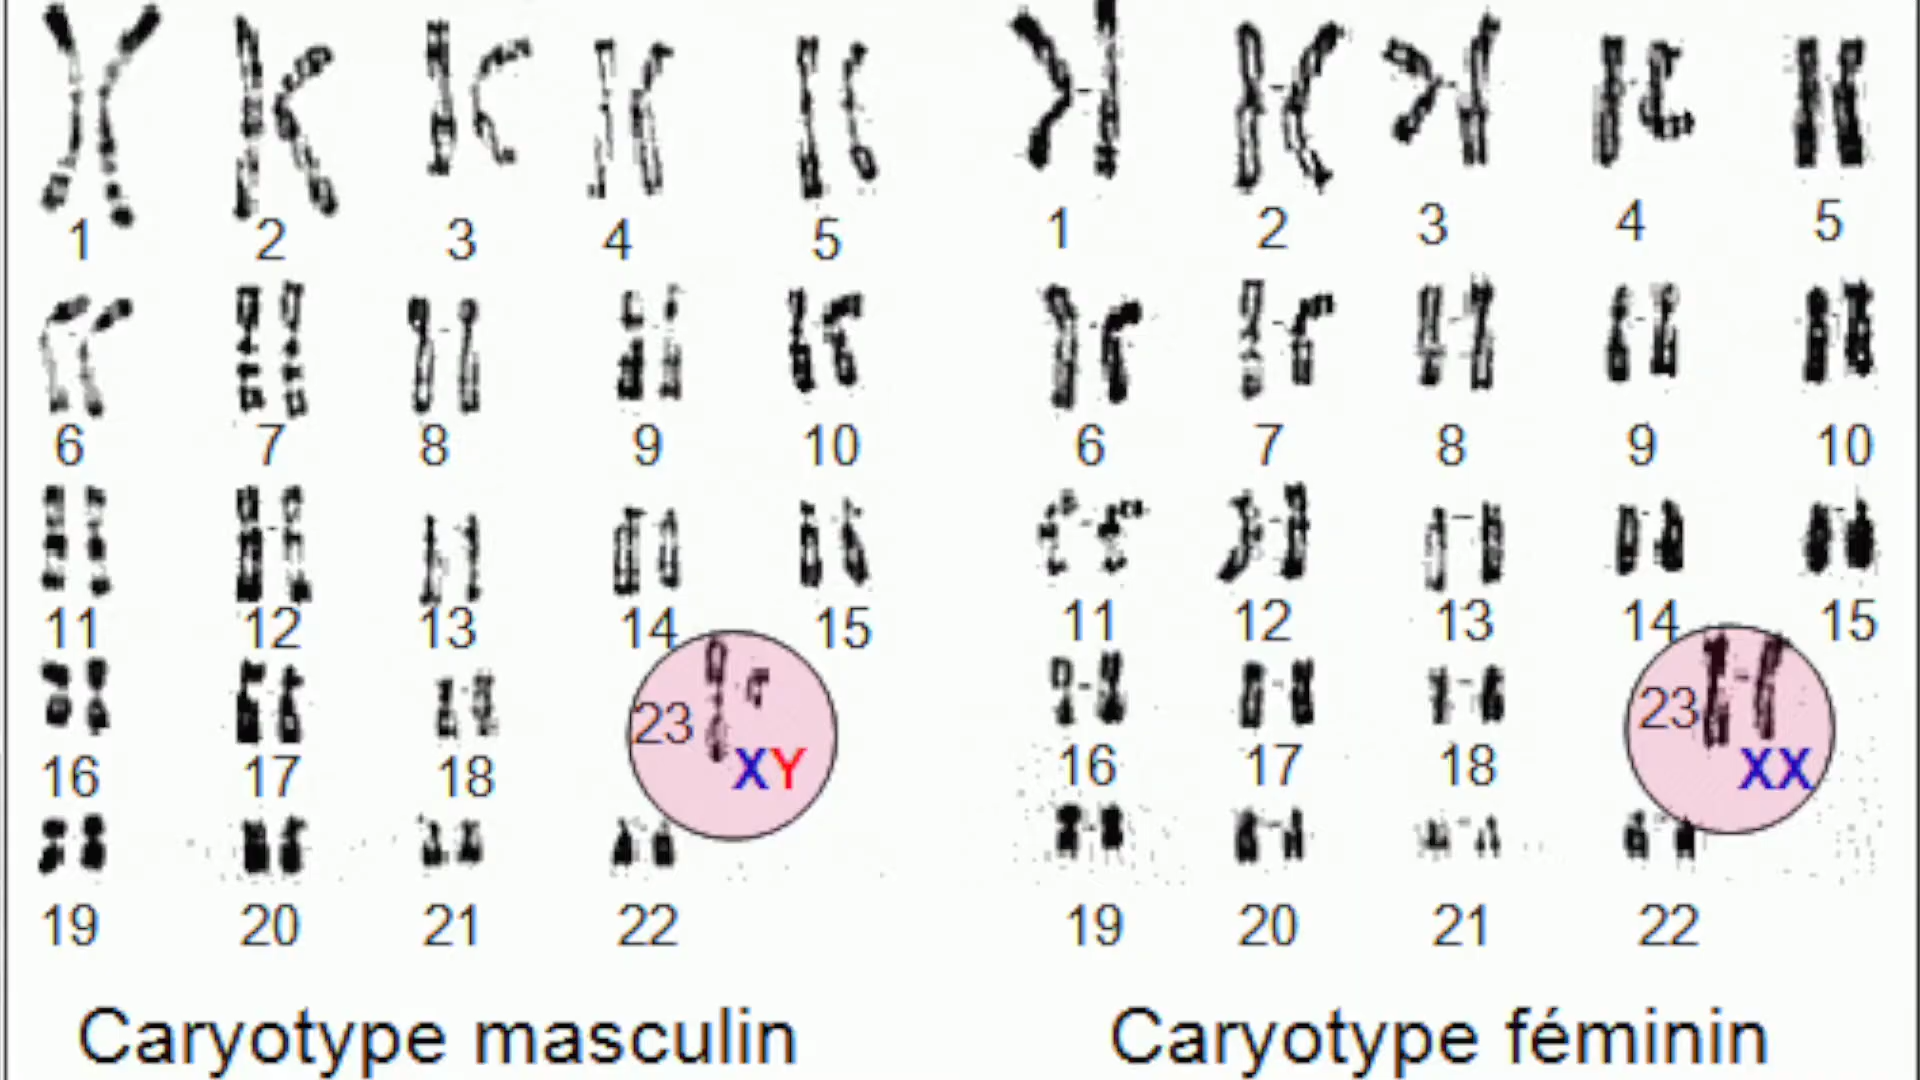 1 2 3 4 5
6 7 8 9 10
11 12 13 14 15
16 17 18 23 XY
19 20 21 22
Caryotype masculin
1 2 3 4 5
6 7 8 9 10
11 12 13 14 15
16 17 18 23 XX
19 20 21 22
Caryotype féminin